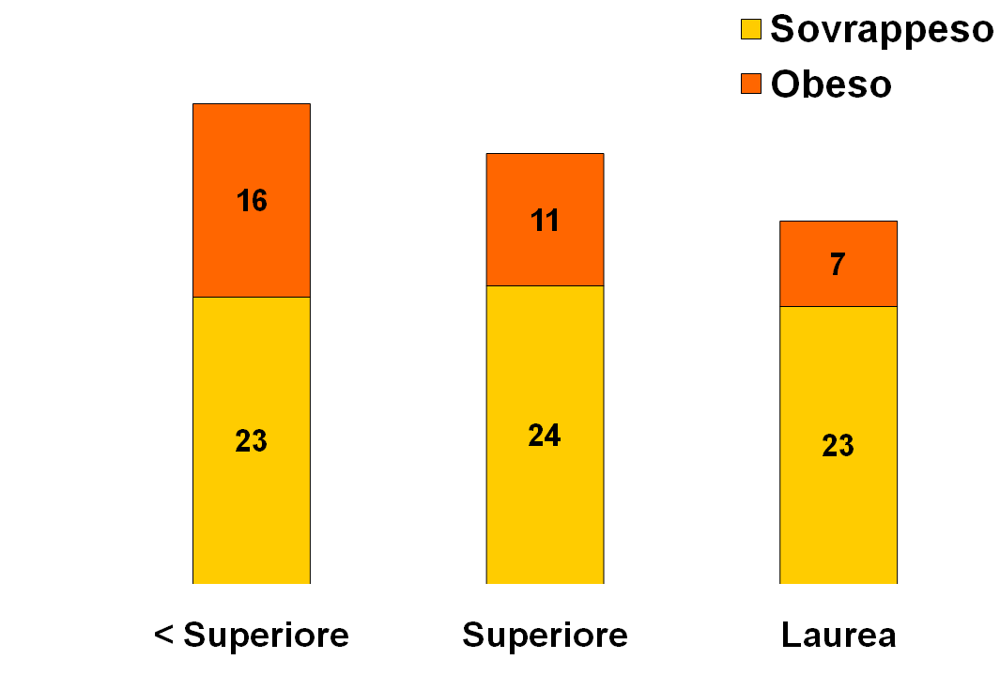 Sovrappeso
Obeso
16
11
7
23
24
23
< Superiore
Superiore
Laurea